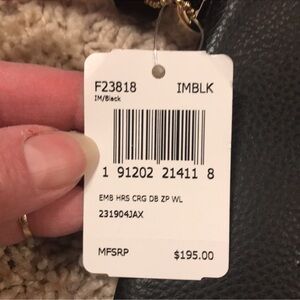 F23818 IMBLK
IM/Black
1 91202 21411 8
EMB HRS CRG DB ZP WL
231904JAX
MFSRP $195.00